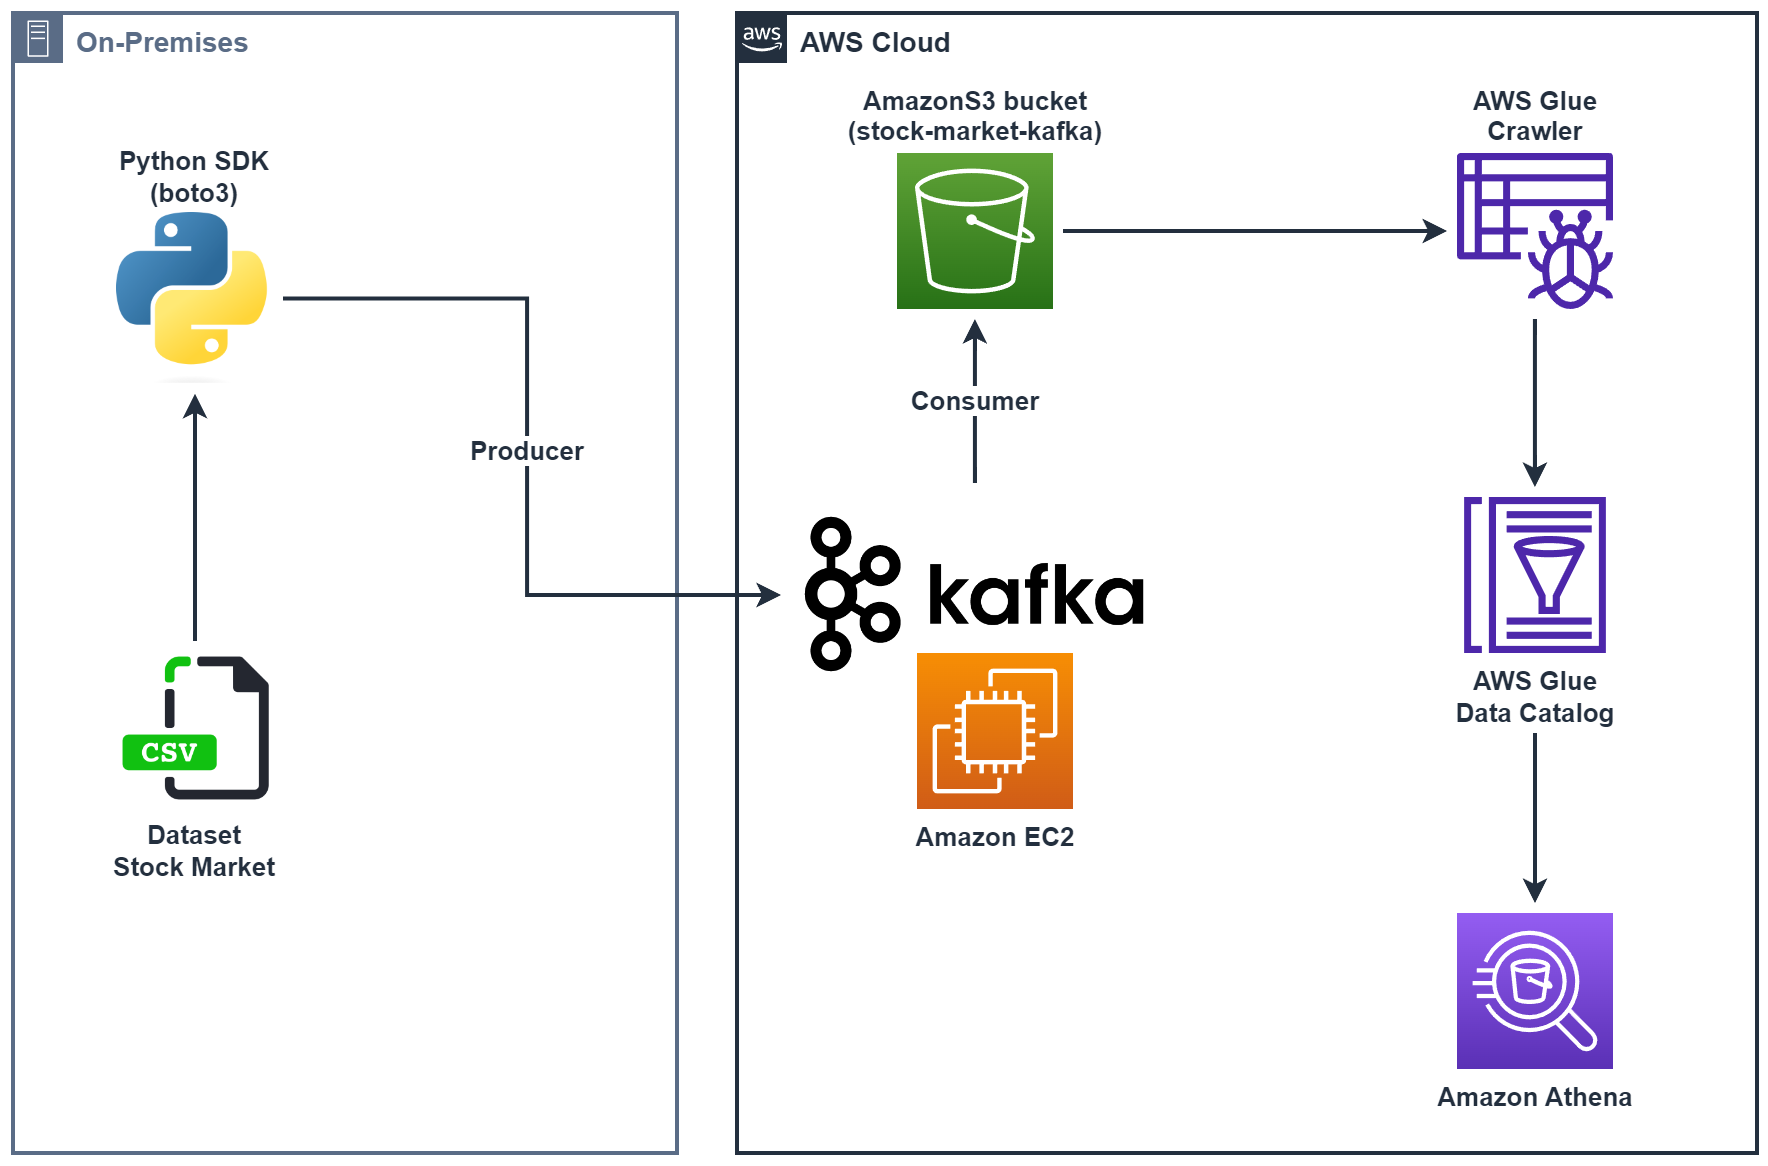 On-Premises
Python SDK
(boto3)
Producer
CSV
Dataset
Stock Market
aws
AWS Cloud
AmazonS3 bucket
(stock-market-kafka)
Consumer
kafka
Amazon EC2
AWS Glue
Crawler
AWS Glue
Data Catalog
Amazon Athena